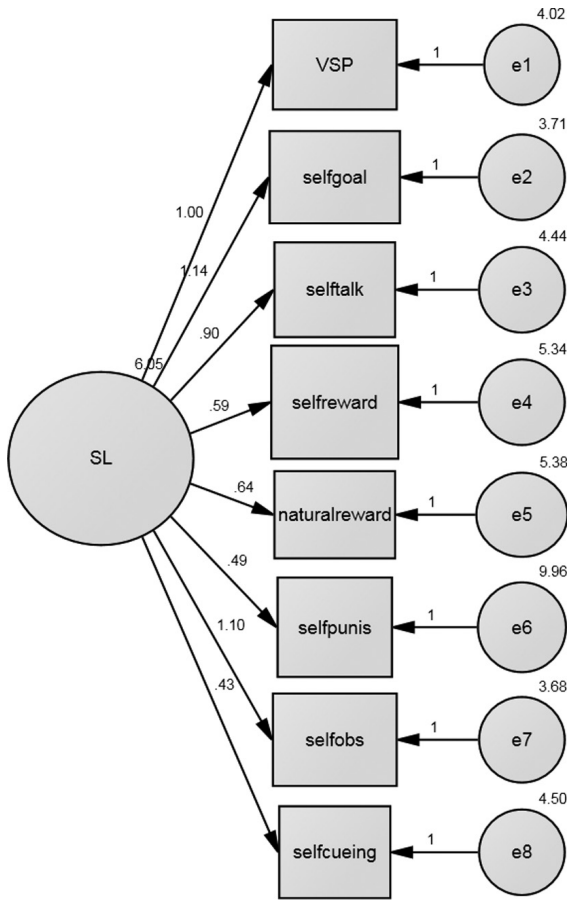 4.02
VSP
1
e1
3.71
selfgoal
1
e2
1.00
4.44
1.14
selftalk
1
e3
.90
5.34
6.05
selfreward
1
e4
.59
SL
5.38
.64
naturalreward
1
e5
.49
9.96
1.10
selfpunis
1
e6
.43
3.68
selfobs
1
e7
4.50
selfcueing
1
e8